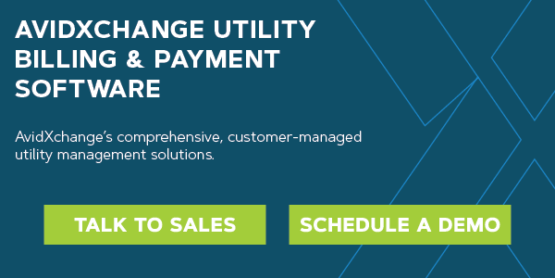 AVIDXCHANGE UTILITY
BILLING & PAYMENT
SOFTWARE
AvidXchange's comprehensive, customer-managed
utility management solutions.
TALK TO SALES
SCHEDULE A DEMO